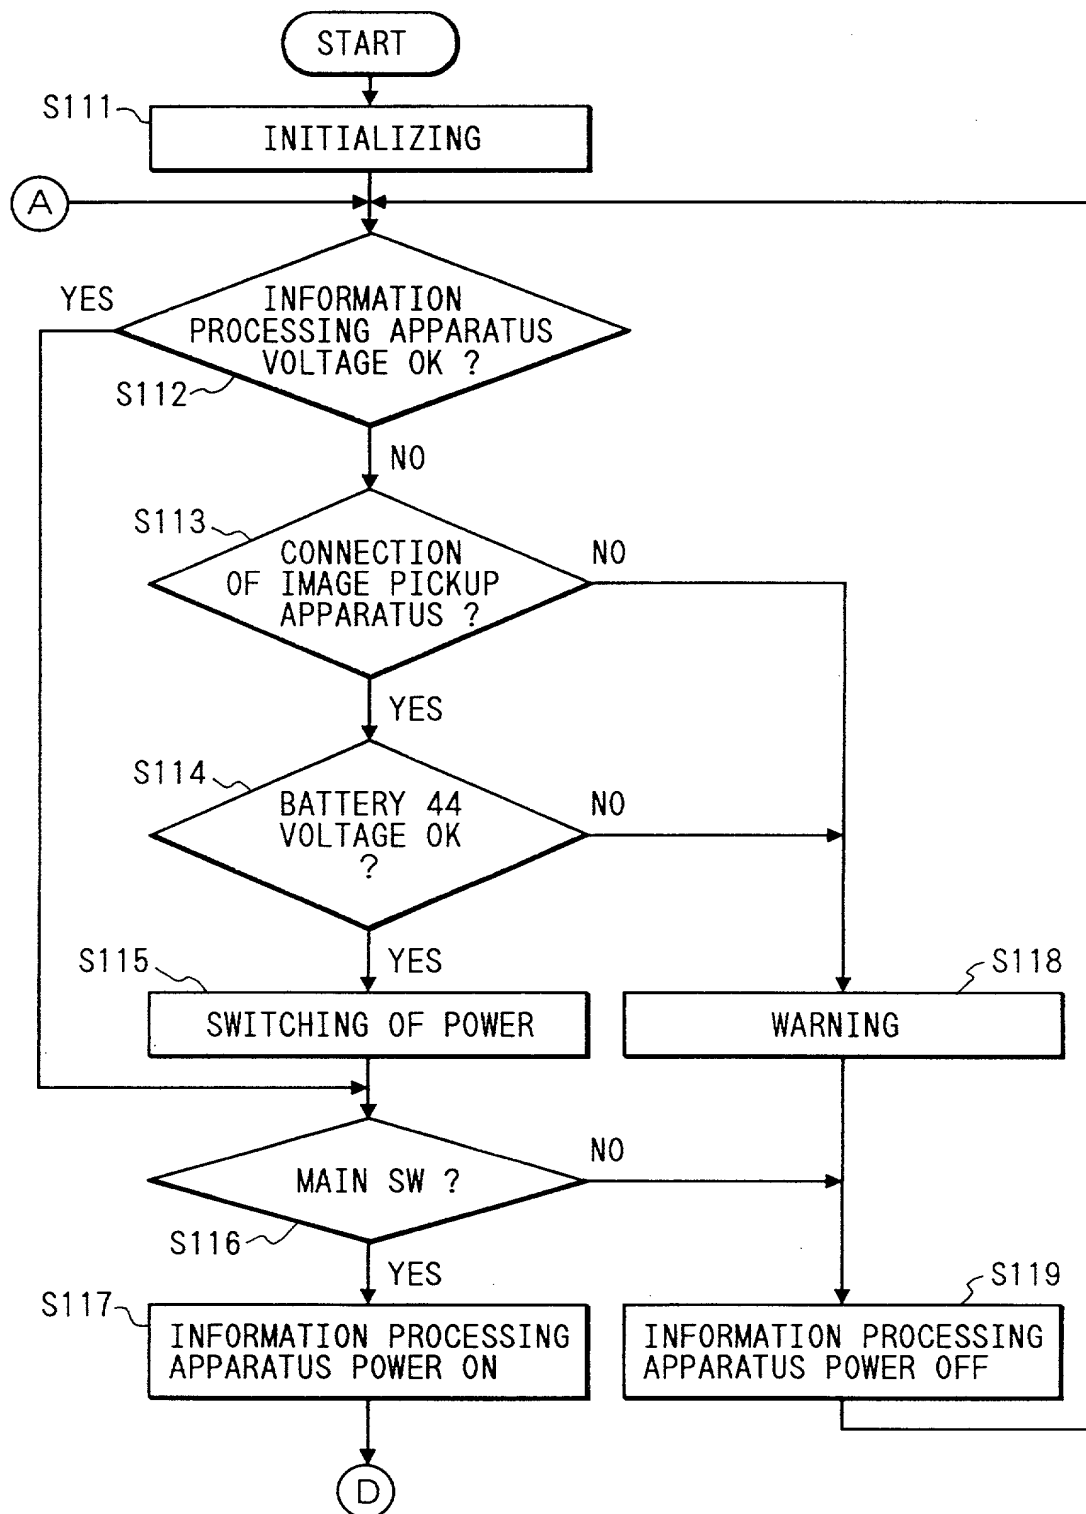 START
S111
INITIALIZING
A
YES
INFORMATION
PROCESSING APPARATUS
VOLTAGE OK ?
S112
NO
S113
CONNECTION
OF IMAGE PICKUP
APPARATUS ?
NO
YES
S114
BATTERY 44
VOLTAGE OK
?
NO
YES
S115
SWITCHING OF POWER
S118
WARNING
MAIN SW ?
NO
S116
YES
S117
INFORMATION PROCESSING
APPARATUS POWER ON
S119
INFORMATION PROCESSING
APPARATUS POWER OFF
D